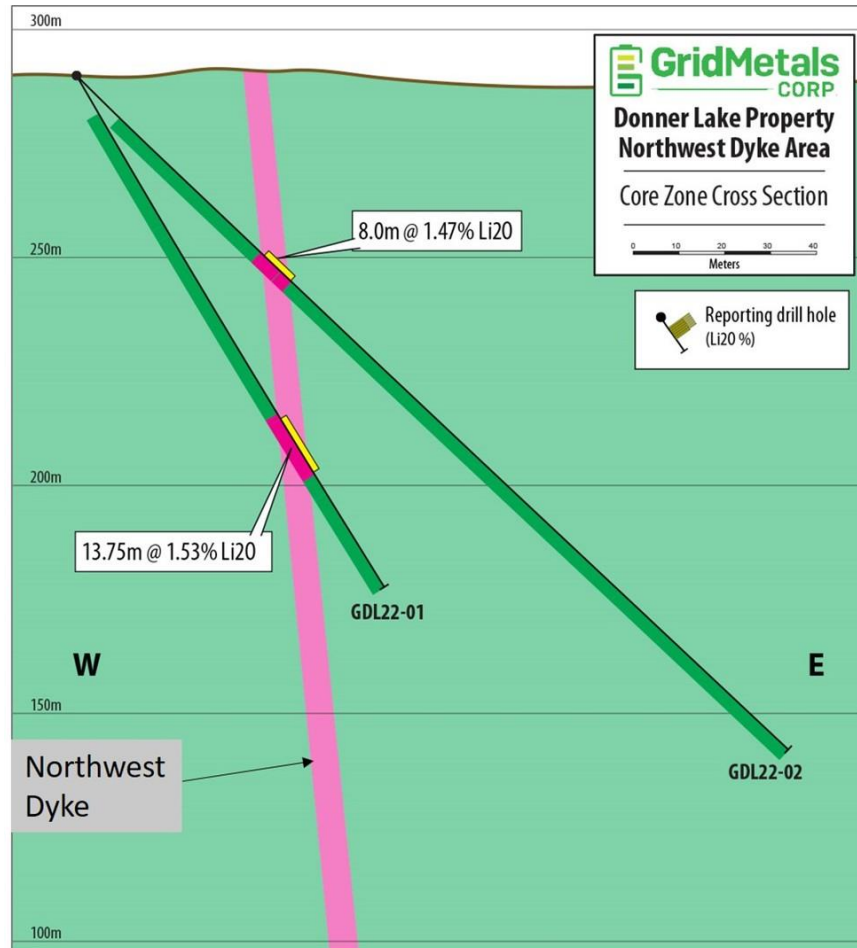 300m
GridMetals
CORP.
Donner Lake Property
Northwest Dyke Area
Core Zone Cross Section
0 10 20 30 40
Meters
Reporting drill hole
(Li20 %)
8.0m @ 1.47% Li20
250m
200m
13.75m @ 1.53% Li20
GDL22-01
W
E
150m
Northwest
Dyke
GDL22-02
100m